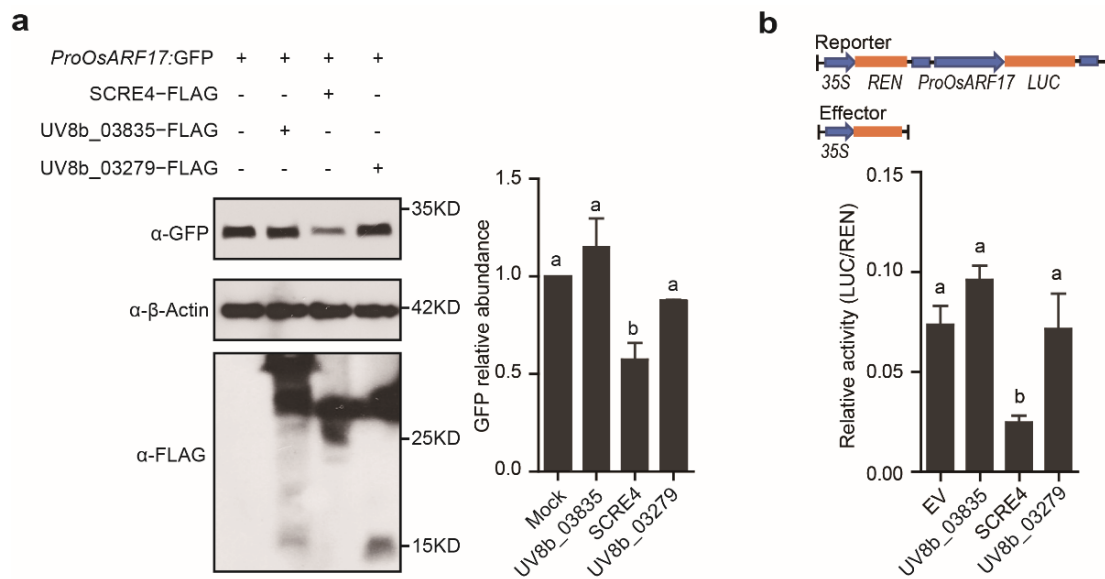 a
ProOsARF17:GFP + + + +
SCRE4−FLAG - - + -
UV8b_03835−FLAG - + - -
UV8b_03279−FLAG - - - +
α-GFP
35KD
α-β-Actin
42KD
α-FLAG
25KD
15KD
GFP relative abundance
1.5
1.0
0.5
0.0
a
a
b
a
Mock
UV8b_03835
SCRE4
UV8b_03279
b
Reporter
35S REN ProOsARF17 LUC
Effector
35S
Relative activity (LUC/REN)
0.15
0.10
0.05
0.00
a
a
b
a
EV
UV8b_03835
SCRE4
UV8b_03279